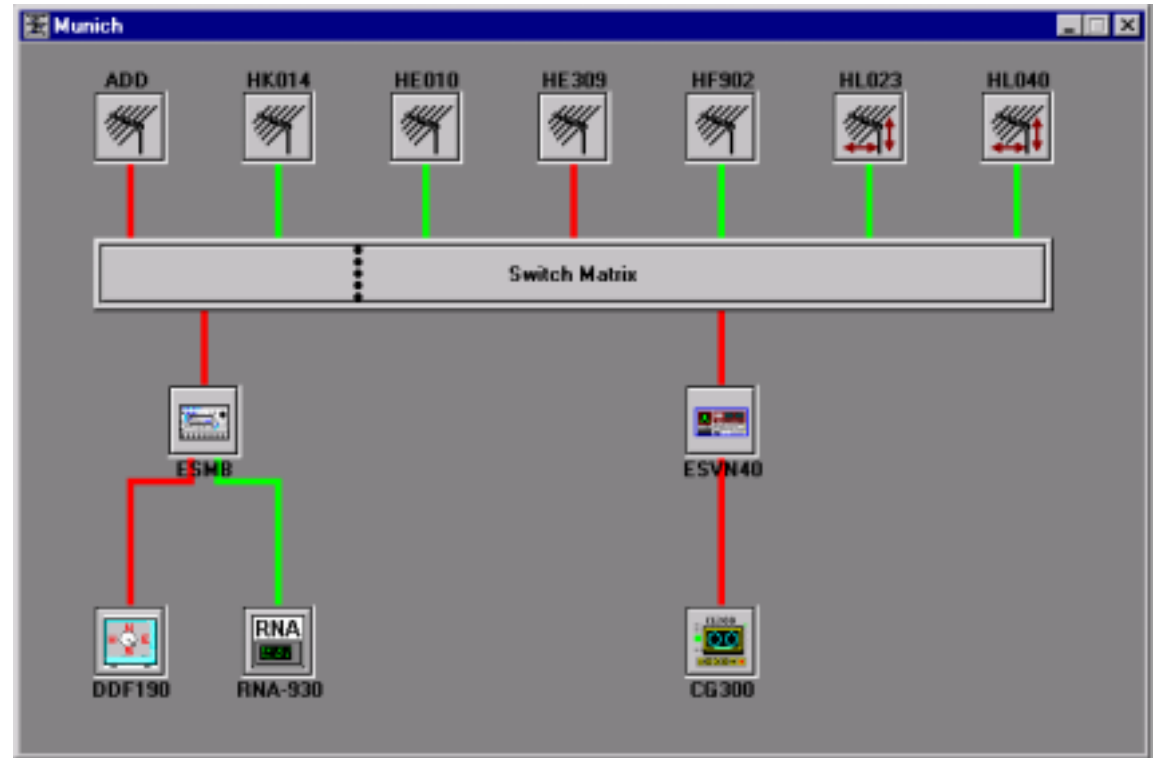 Munich
ADD HK014 HE010 HE309 HF902 HL023 HL040
Switch Matrix
ESMB ESVN40
RNA
DDF190 RNA-930 CG300